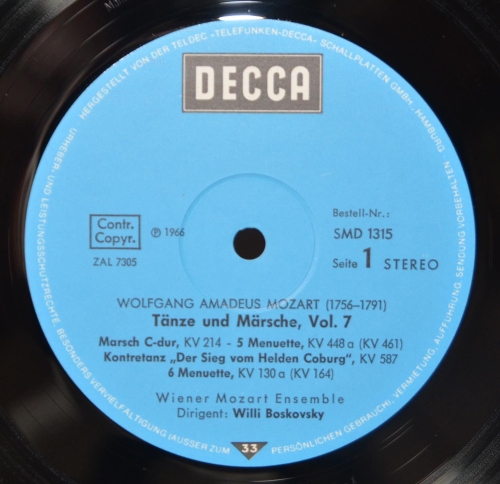 HERGESTELLT VON DER TELDEC »TELEFUNKEN-DECCA« SCHALLPLATTEN GMBH., HAMBURG
DECCA
Contr.
Copyr.
℗ 1966
ZAL 7305
Bestell-Nr.:
SMD 1315
Seite 1 STEREO
WOLFGANG AMADEUS MOZART (1756–1791)
Tänze und Märsche, Vol. 7
Marsch C-dur, KV 214 - 5 Menuette, KV 448 a (KV 461)
Kontretanz „Der Sieg vom Helden Coburg", KV 587
6 Menuette, KV 130 a (KV 164)
Wiener Mozart Ensemble
Dirigent: Willi Boskovsky
33
URHEBER- UND LEISTUNGSSCHUTZRECHTE VORBEHALTEN. BESONDERS VERVIELFÄLTIGUNG (AUSSER ZUM PERSÖNLICHEN GEBRAUCH), VERMIETUNG, AUFFÜHRUNG, SENDUNG VORBEHALTEN